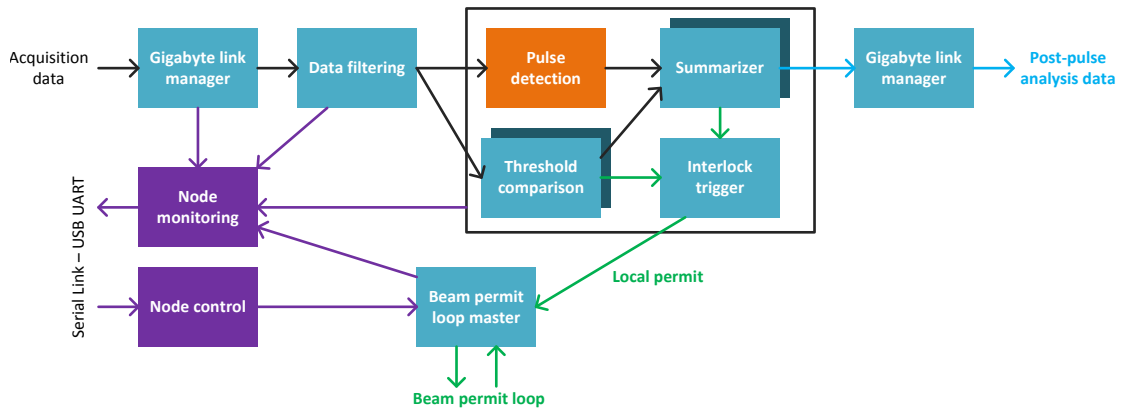 Acquisition
data
Gigabyte link
manager
Data filtering
Pulse
detection
Summarizer
Gigabyte link
manager
Post-pulse
analysis data
Threshold
comparison
Interlock
trigger
Node
monitoring
Serial Link – USB UART
Local permit
Node control
Beam permit
loop master
Beam permit loop